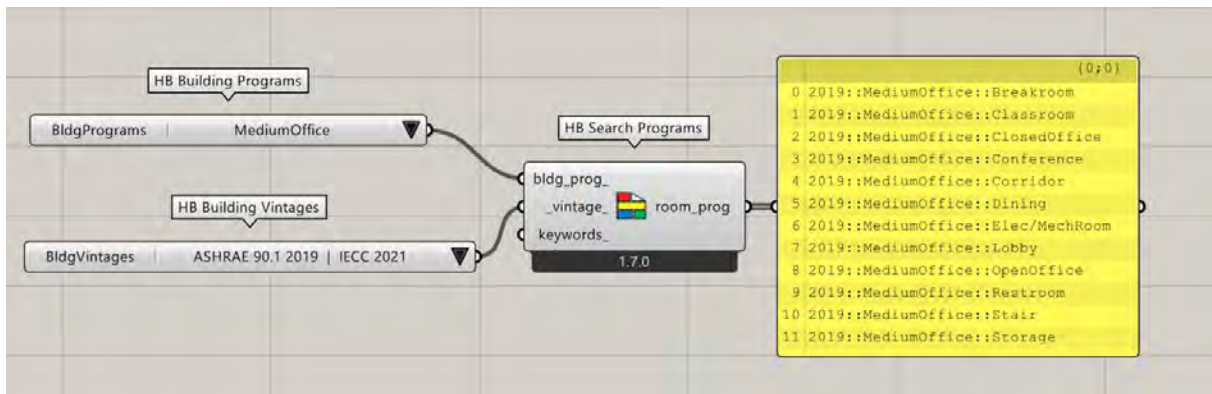 HB Building Programs
BldgPrograms MediumOffice
HB Building Vintages
BldgVintages ASHRAE 90.1 2019 | IECC 2021
HB Search Programs
bldg_prog_
_vintage_ room_prog
keywords_
1.7.0
{0;0}
0 2019::MediumOffice::Breakroom
1 2019::MediumOffice::Classroom
2 2019::MediumOffice::ClosedOffice
3 2019::MediumOffice::Conference
4 2019::MediumOffice::Corridor
5 2019::MediumOffice::Dining
6 2019::MediumOffice::Elec/MechRoom
7 2019::MediumOffice::Lobby
8 2019::MediumOffice::OpenOffice
9 2019::MediumOffice::Restroom
10 2019::MediumOffice::Stair
11 2019::MediumOffice::Storage